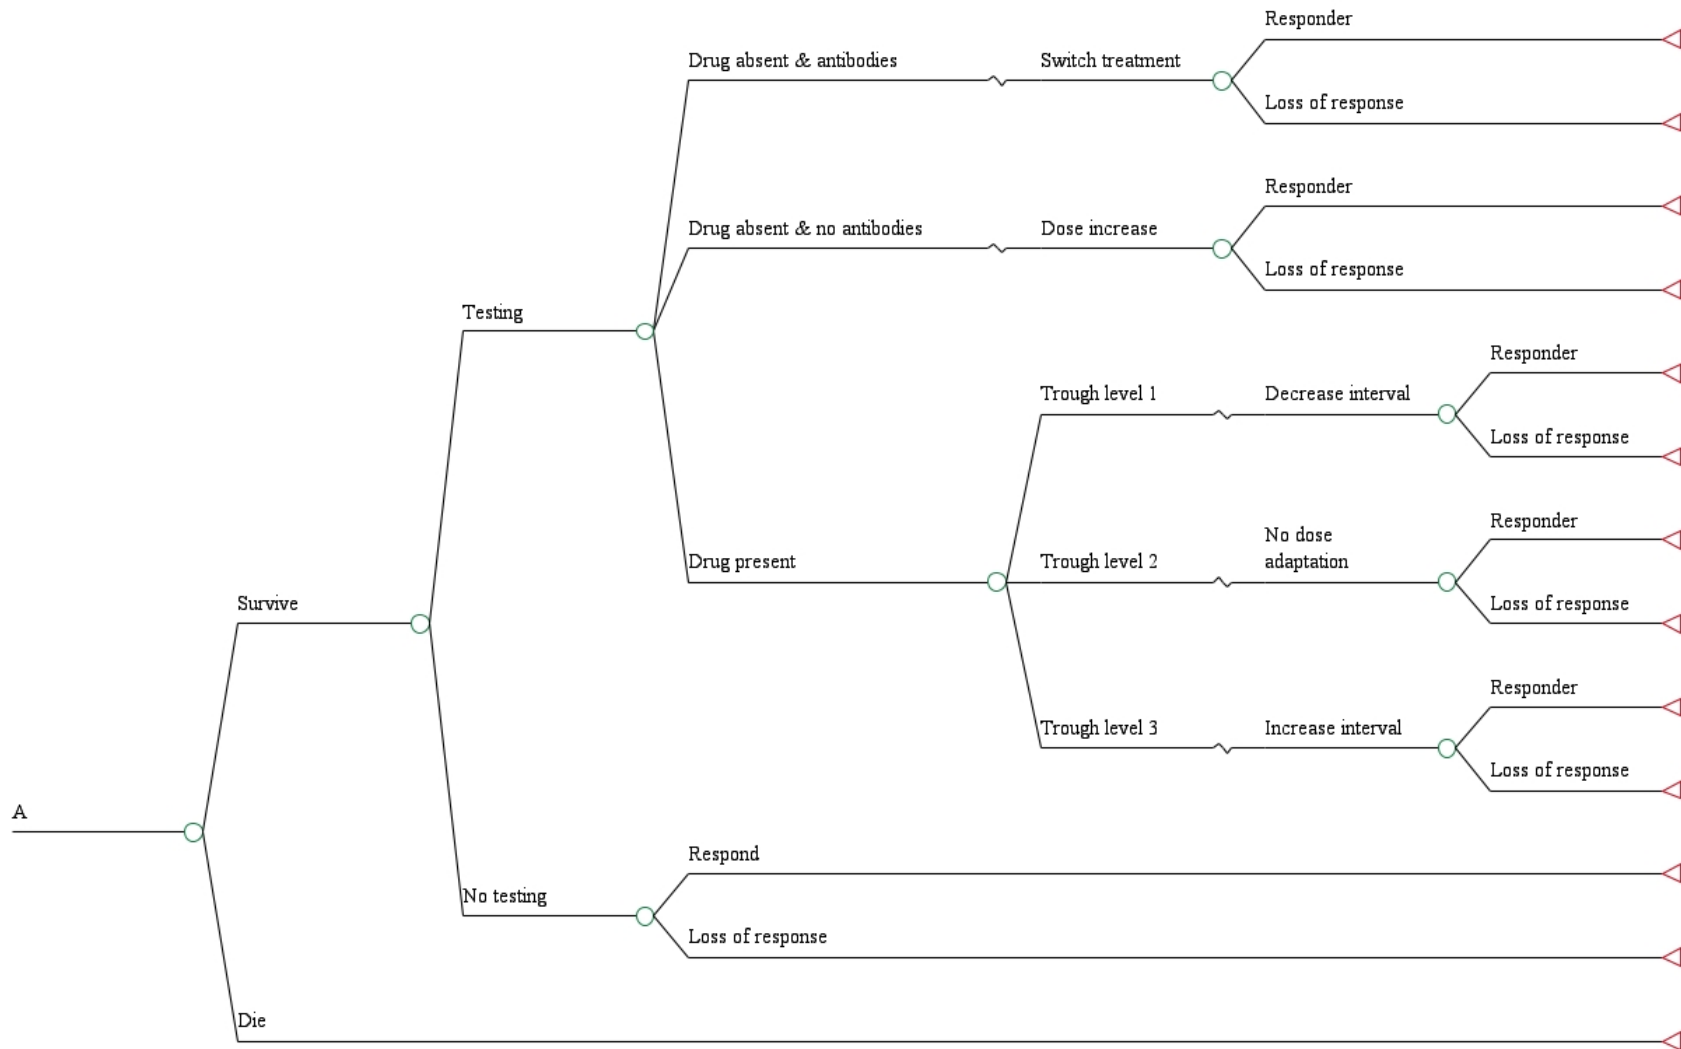 Responder
Drug absent & antibodies
Switch treatment
Loss of response
Responder
Drug absent & no antibodies
Dose increase
Loss of response
Testing
Responder
Trough level 1
Decrease interval
Loss of response
Responder
No dose
adaptation
Drug present
Trough level 2
Survive
Loss of response
Responder
Trough level 3
Increase interval
Loss of response
A
Respond
No testing
Loss of response
Die